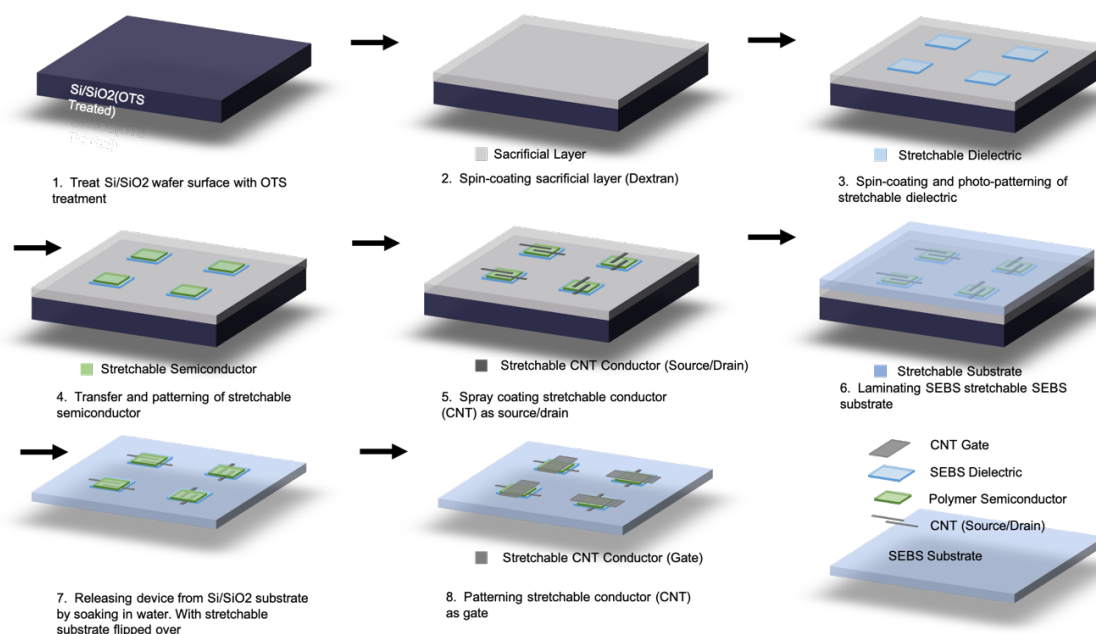 Si/SiO2(OTS
Treated)
Sacrificial Layer
Stretchable Dielectric
1. Treat Si/SiO2 wafer surface with OTS
treatment
2. Spin-coating sacrificial layer (Dextran)
3. Spin-coating and photo-patterning of
stretchable dielectric
Stretchable Semiconductor
Stretchable CNT Conductor (Source/Drain)
Stretchable Substrate
4. Transfer and patterning of stretchable
semiconductor
5. Spray coating stretchable conductor
(CNT) as source/drain
6. Laminating SEBS stretchable SEBS
substrate
CNT Gate
SEBS Dielectric
Polymer Semiconductor
CNT (Source/Drain)
SEBS Substrate
Stretchable CNT Conductor (Gate)
7. Releasing device from Si/SiO2 substrate
by soaking in water. With stretchable
substrate flipped over
8. Patterning stretchable conductor (CNT)
as gate